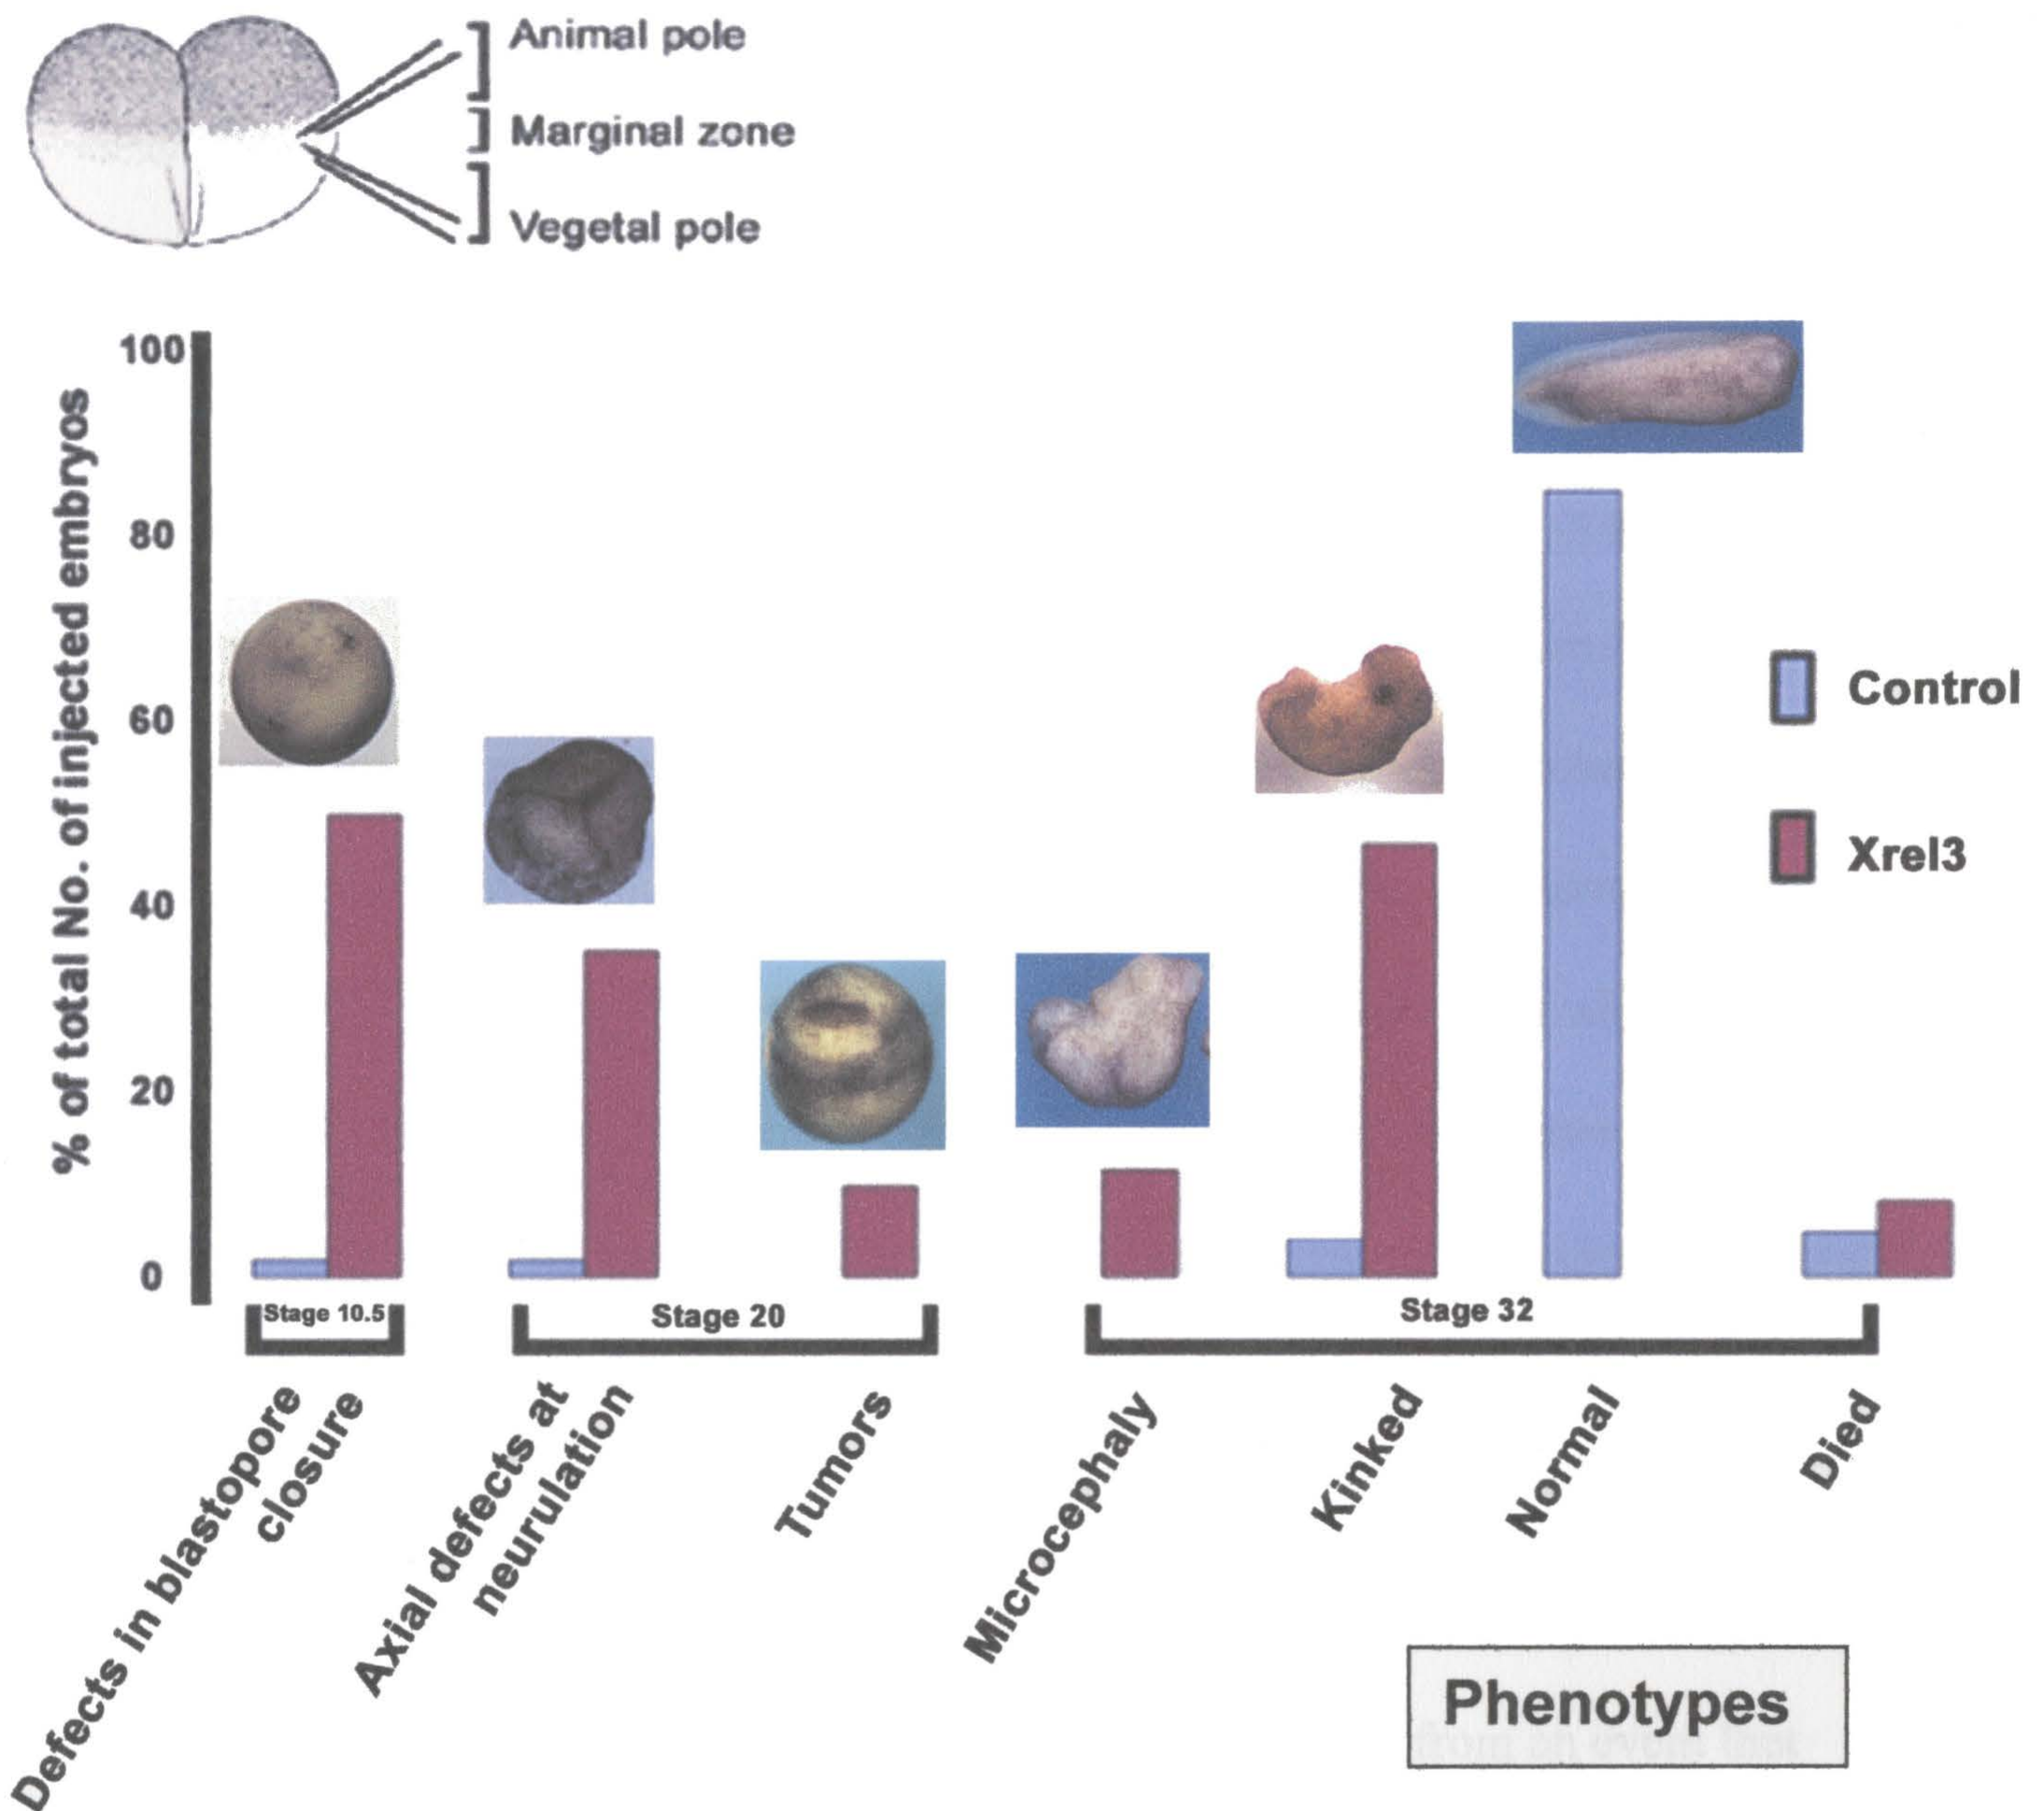 Animal pole
Marginal zone
Vegetal pole
% of total No. of injected embryos
100
80
60
40
20
0
Control
Xrel3
Stage 10.5
Stage 20
Stage 32
Defects in blastopore
closure
Axial defects at
neurulation
Tumors
Microcephaly
Kinked
Normal
Died
Phenotypes